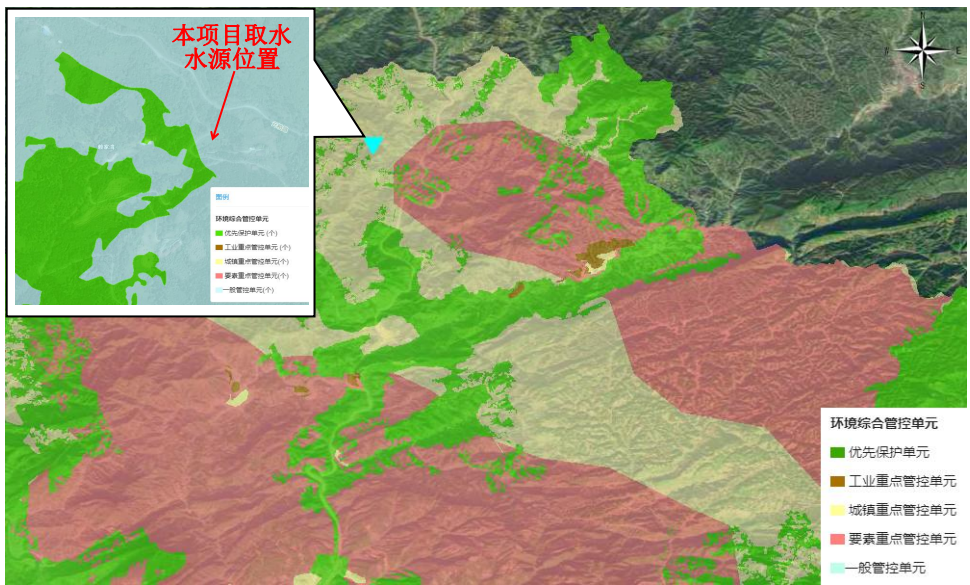 本项目取水
水源位置
图例
环境综合管控单元
优先保护单元 (个)
工业重点管控单元 (个)
城镇重点管控单元(个)
要素重点管控单元(个)
一般管控单元(个)
N
E
S
环境综合管控单元
优先保护单元
工业重点管控单元
城镇重点管控单元
要素重点管控单元
一般管控单元